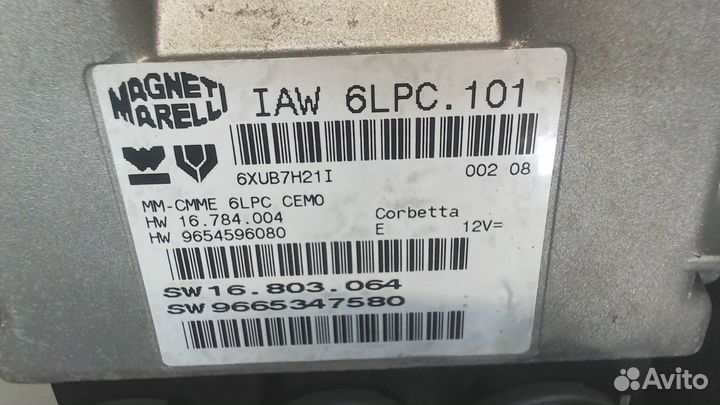 MAGNETI
MARELLI
IAW 6LPC.101
6XUB7H21I 002 08
MM-CMME 6LPC CEMO
HW 16.784.004 Corbetta
HW 9654596080 E 12V=
SW 16.803.064
SW 9665347580
Avito